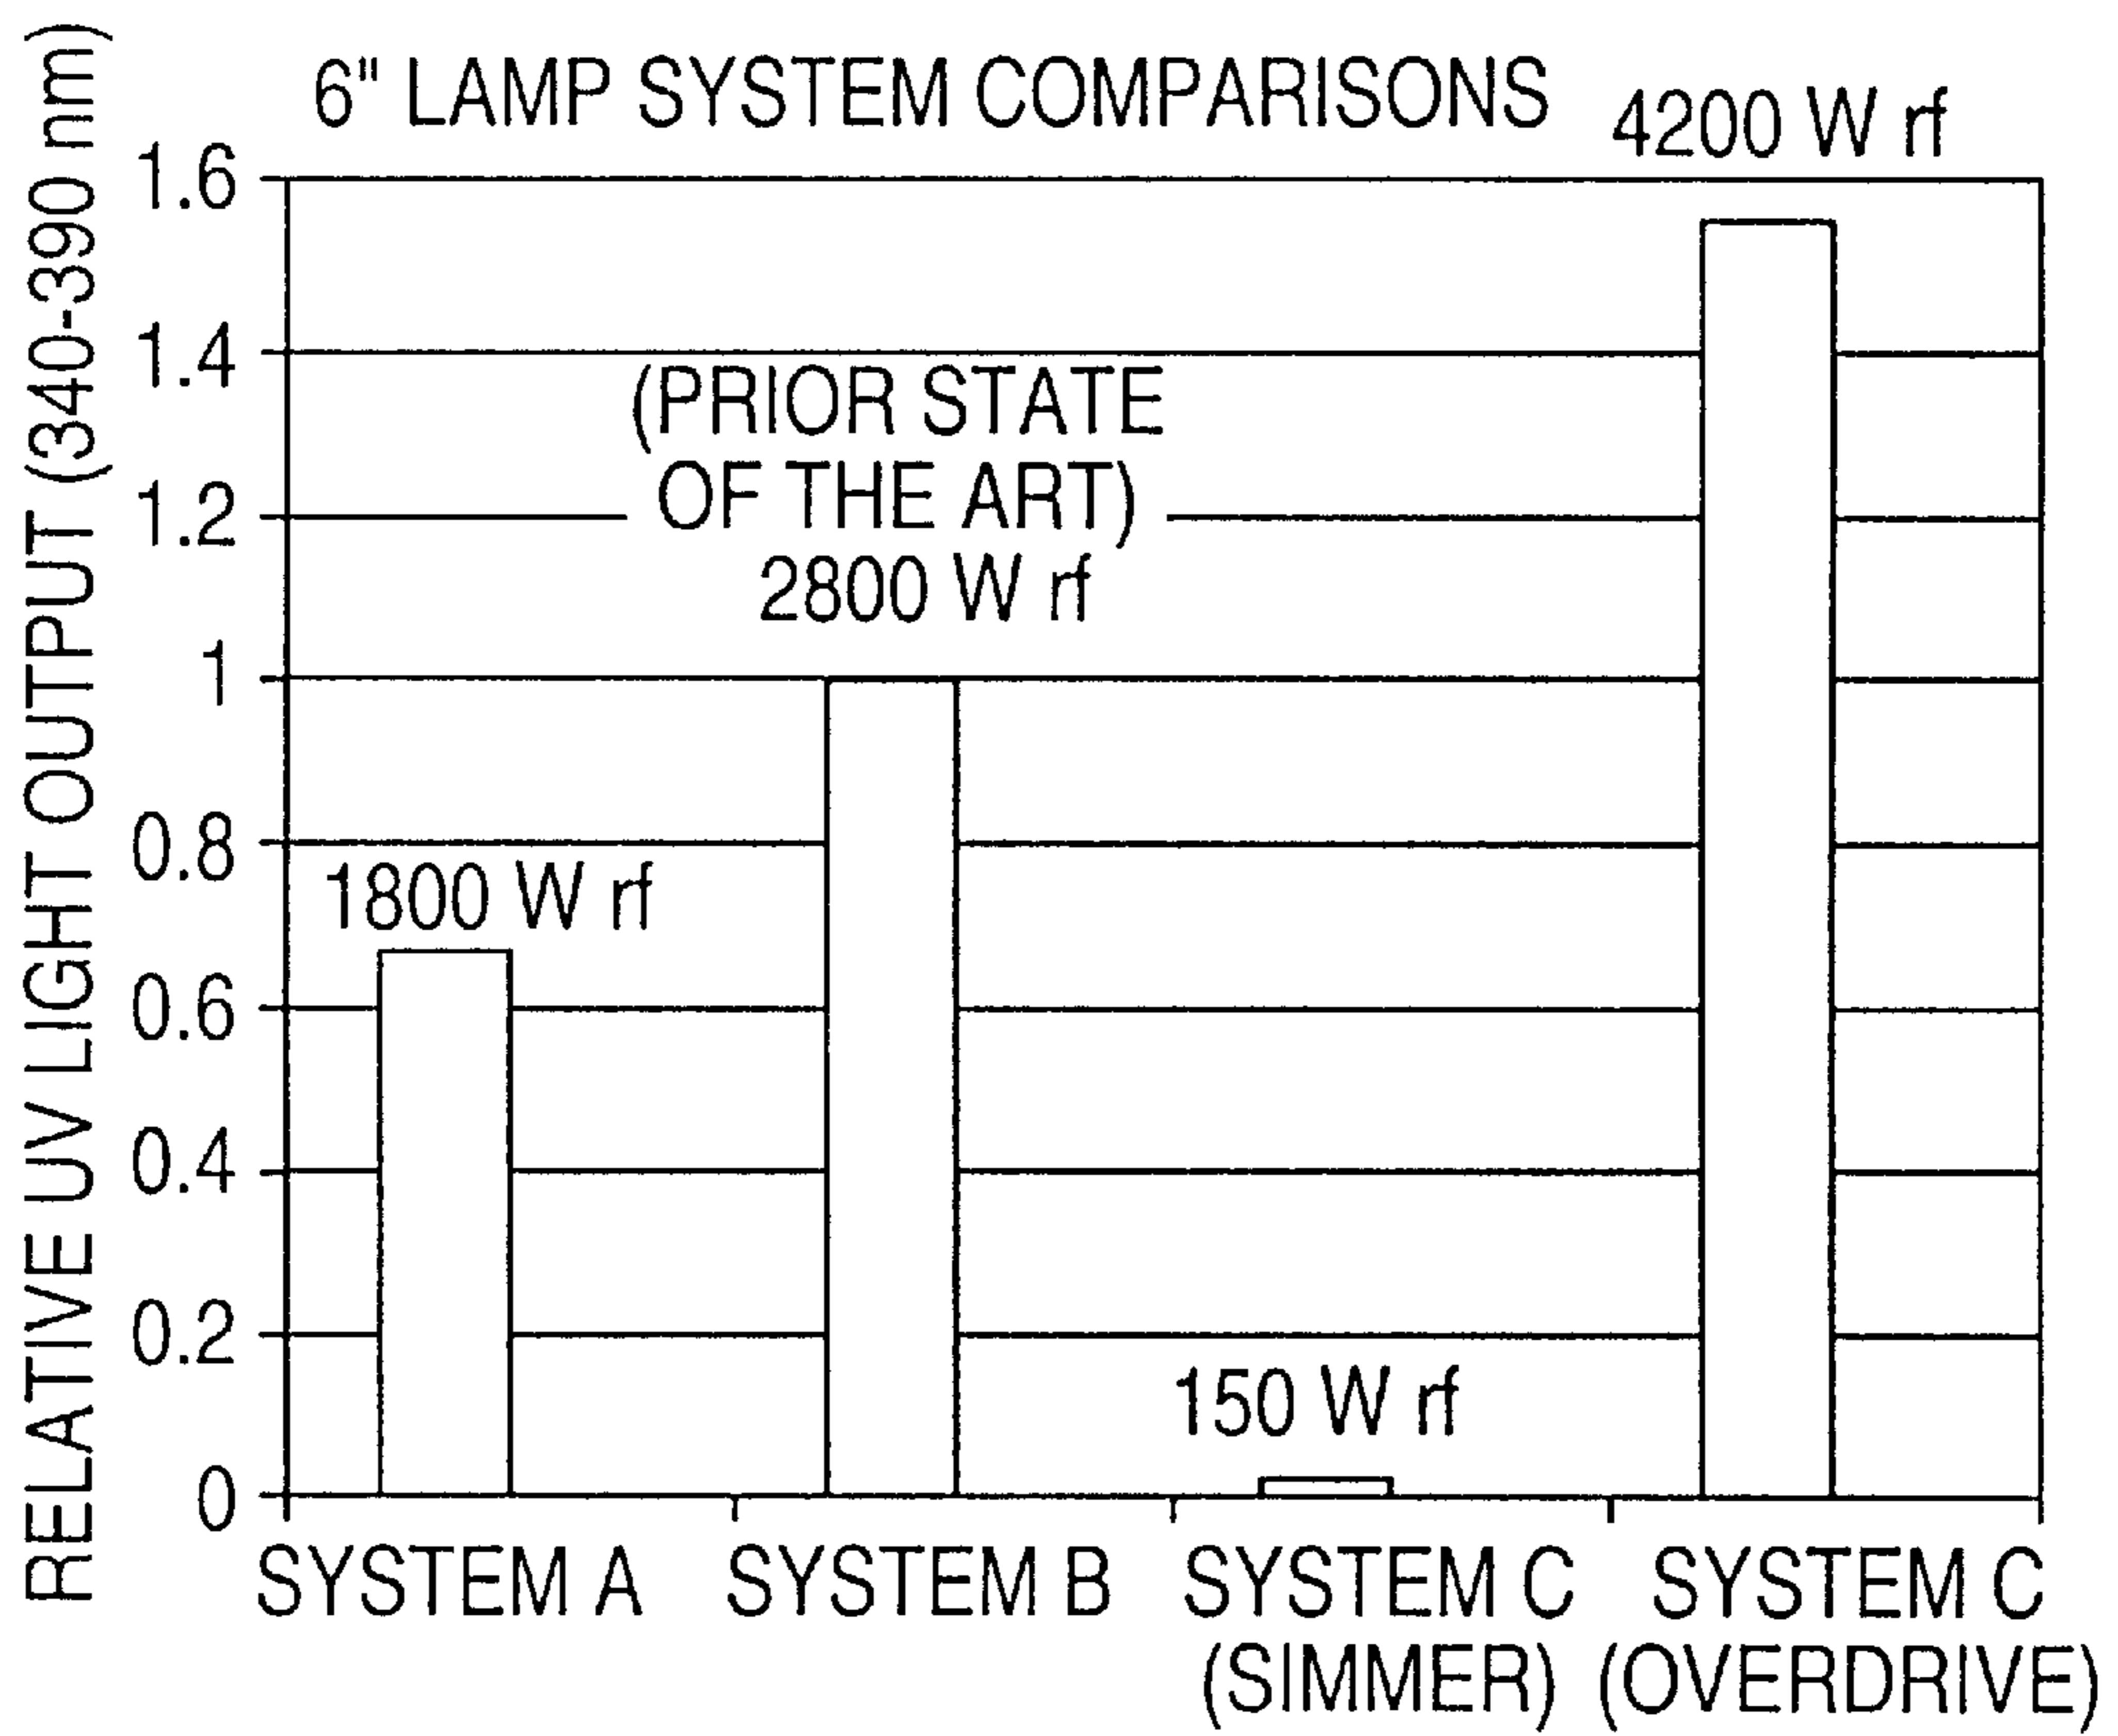 6" LAMP SYSTEM COMPARISONS
4200 W rf
RELATIVE UV LIGHT OUTPUT (340-390 nm)
1.6
1.4
(PRIOR STATE
OF THE ART)
1.2
2800 W rf
1
0.8
1800 W rf
0.6
0.4
0.2
150 W rf
0
SYSTEM A
SYSTEM B
SYSTEM C
(SIMMER)
SYSTEM C
(OVERDRIVE)